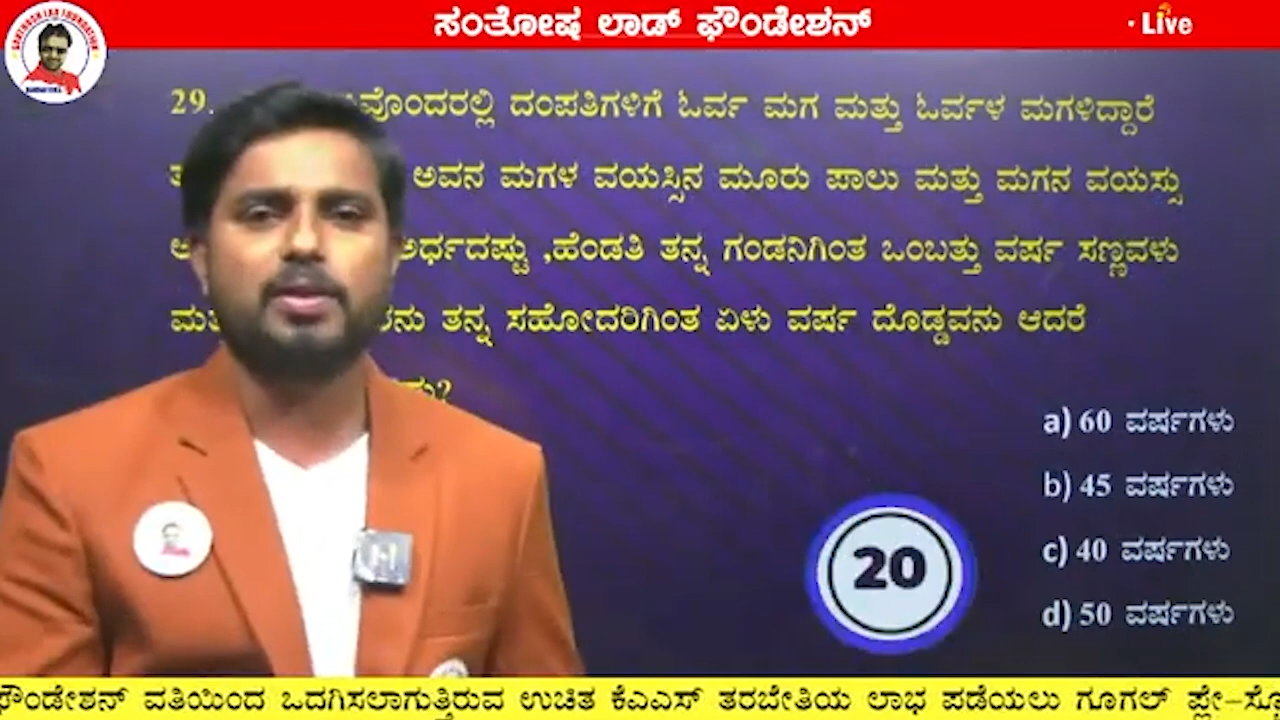 ಸಂತೋಷ ಲಾಡ್ ಫೌಂಡೇಶನ್
· Live
29. ದಂಪತಿಗಳಿಗೆ ಓರ್ವ ಮಗ ಮತ್ತು ಓರ್ವಳ ಮಗಳಿದ್ದಾರೆ
ಅವನ ಮಗಳ ವಯಸ್ಸಿನ ಮೂರು ಪಾಲು ಮತ್ತು ಮಗನ ವಯಸ್ಸು
ಅರ್ಧದಷ್ಟು ,ಹೆಂಡತಿ ತನ್ನ ಗಂಡನಿಗಿಂತ ಒಂಬತ್ತು ವರ್ಷ ಸಣ್ಣವಳು
ತನ್ನ ಸಹೋದರಿಗಿಂತ ಏಳು ವರ್ಷ ದೊಡ್ಡವನು ಆದರೆ
a) 60 ವರ್ಷಗಳು
b) 45 ವರ್ಷಗಳು
c) 40 ವರ್ಷಗಳು
d) 50 ವರ್ಷಗಳು
20
ಫೌಂಡೇಶನ್ ವತಿಯಿಂದ ಒದಗಿಸಲಾಗುತ್ತಿರುವ ಉಚಿತ ಕೆಎಎಸ್ ತರಬೇತಿಯ ಲಾಭ ಪಡೆಯಲು ಗೂಗಲ್